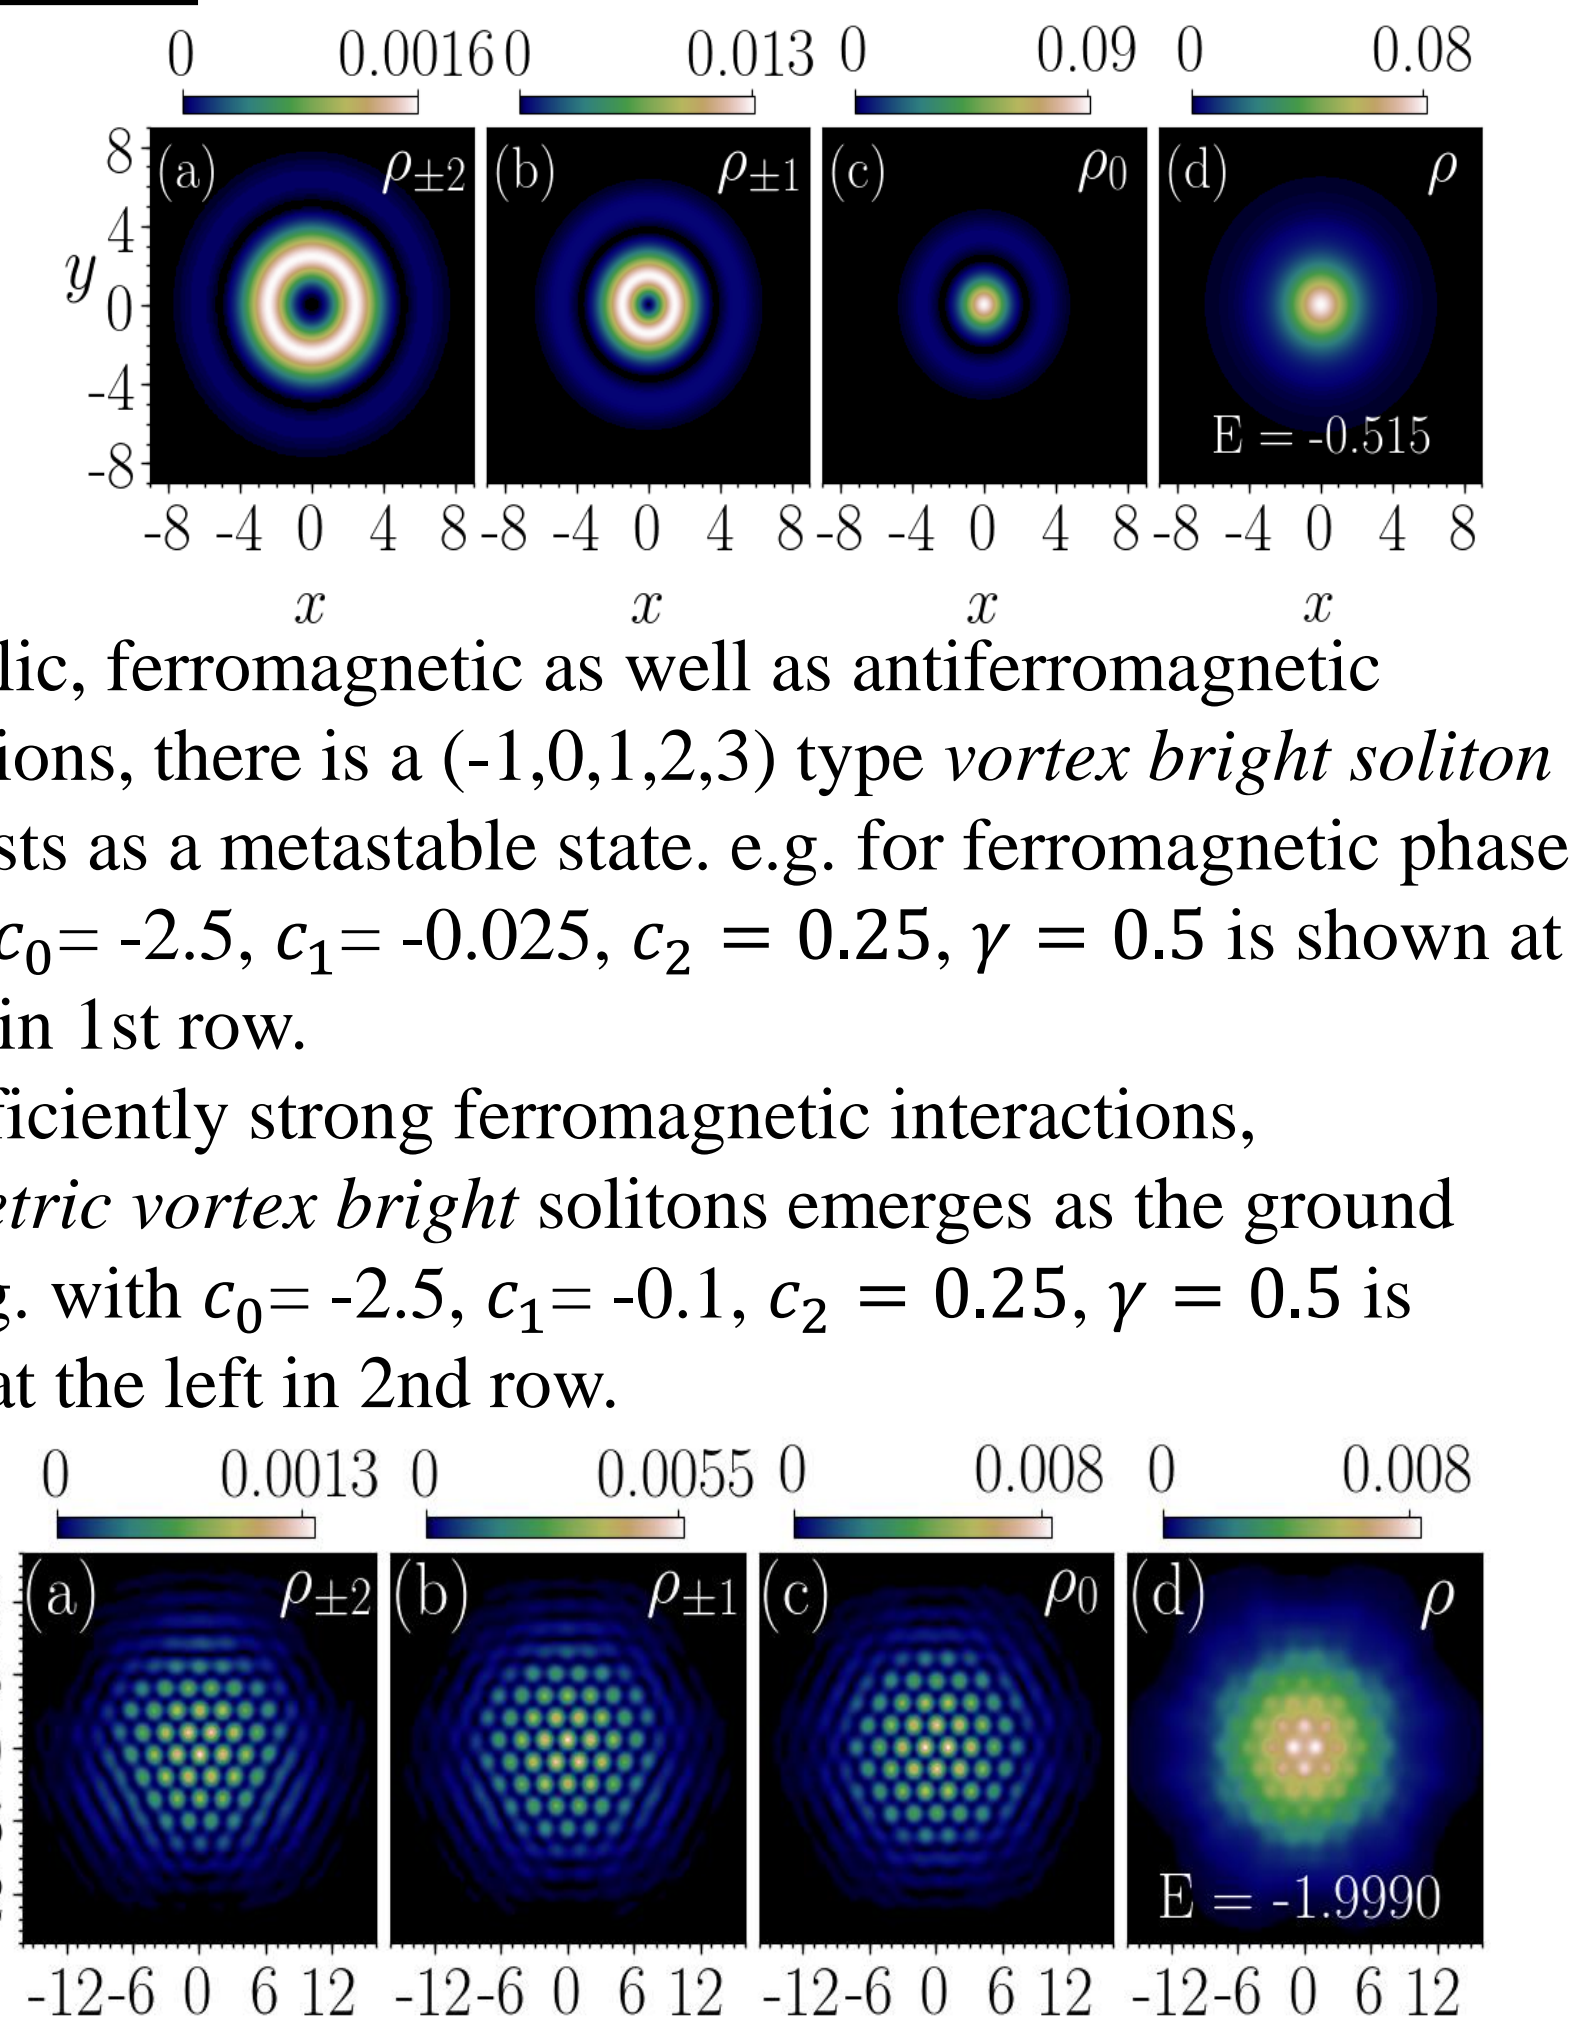 0 0.0016 0 0.013 0 0.09 0 0.08
(a) ρ±2 (b) ρ±1 (c) ρ0 (d) ρ
8
4
y
0
-4
-8
E = -0.515
-8 -4 0 4 8 -8 -4 0 4 8 -8 -4 0 4 8 -8 -4 0 4 8
x x x x
lic, ferromagnetic as well as antiferromagnetic
ions, there is a (-1,0,1,2,3) type vortex bright soliton
sts as a metastable state. e.g. for ferromagnetic phase
c₀= -2.5, c₁= -0.025, c₂ = 0.25, γ = 0.5 is shown at
in 1st row.
ficiently strong ferromagnetic interactions,
etric vortex bright solitons emerges as the ground
g. with c₀= -2.5, c₁= -0.1, c₂ = 0.25, γ = 0.5 is
at the left in 2nd row.
0 0.0013 0 0.0055 0 0.008 0 0.008
(a) ρ±2 (b) ρ±1 (c) ρ0 (d) ρ
E = -1.9990
-12 -6 0 6 12 -12 -6 0 6 12 -12 -6 0 6 12 -12 -6 0 6 12